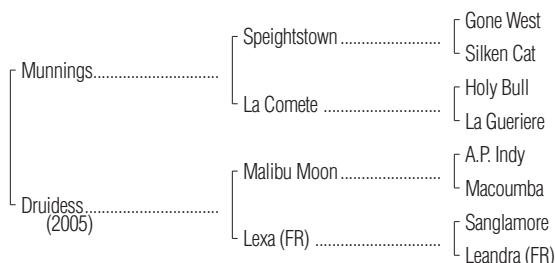 Gone West
Speightstown ........................
Silken Cat
Munnings..............................
Holy Bull
La Comete ............................
La Gueriere
A.P. Indy
Malibu Moon ........................
Macoumba
Druidess................................
(2005)
Sanglamore
Lexa (FR) .............................
Leandra (FR)